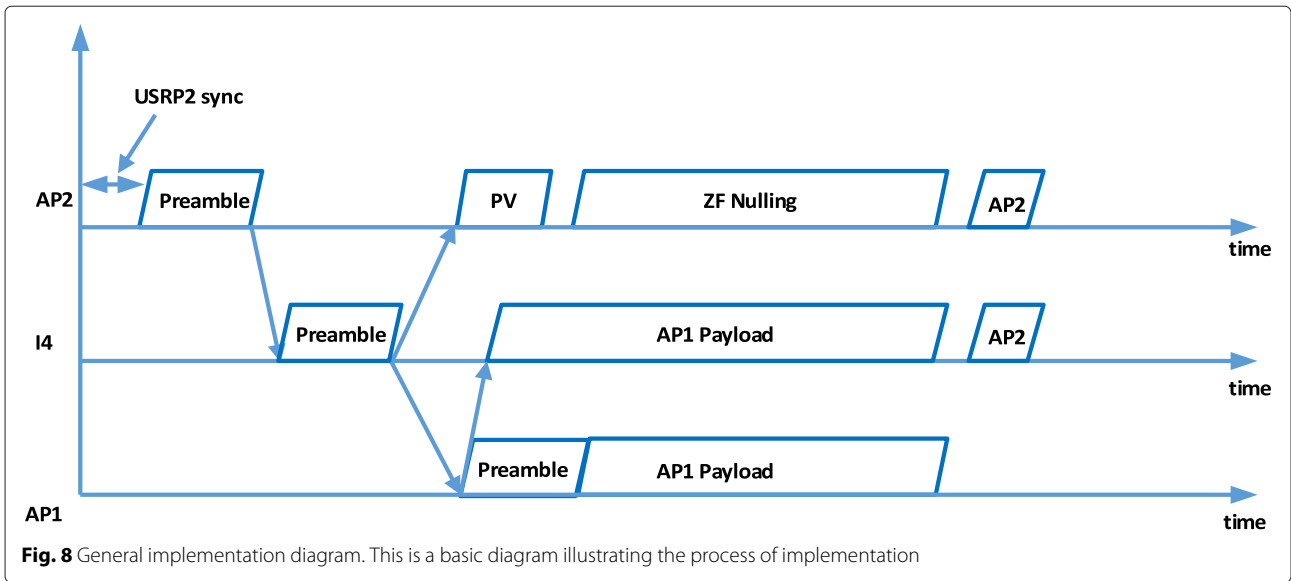 USRP2 sync
AP2
Preamble
PV
ZF Nulling
AP2
time
I4
Preamble
AP1 Payload
AP2
time
Preamble
AP1 Payload
AP1
time
Fig. 8 General implementation diagram. This is a basic diagram illustrating the process of implementation